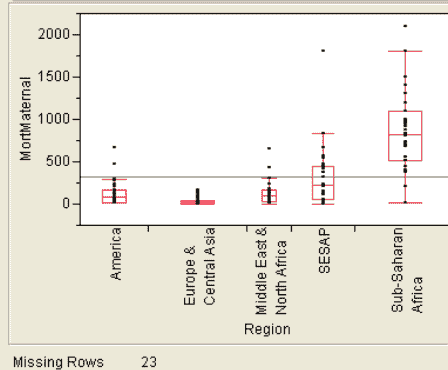 2000
1500
1000
500
0
MortMaternal
America
Europe &
Central Asia
Middle East &
North Africa
SESAP
Sub-Saharan
Africa
Region
Missing Rows 23